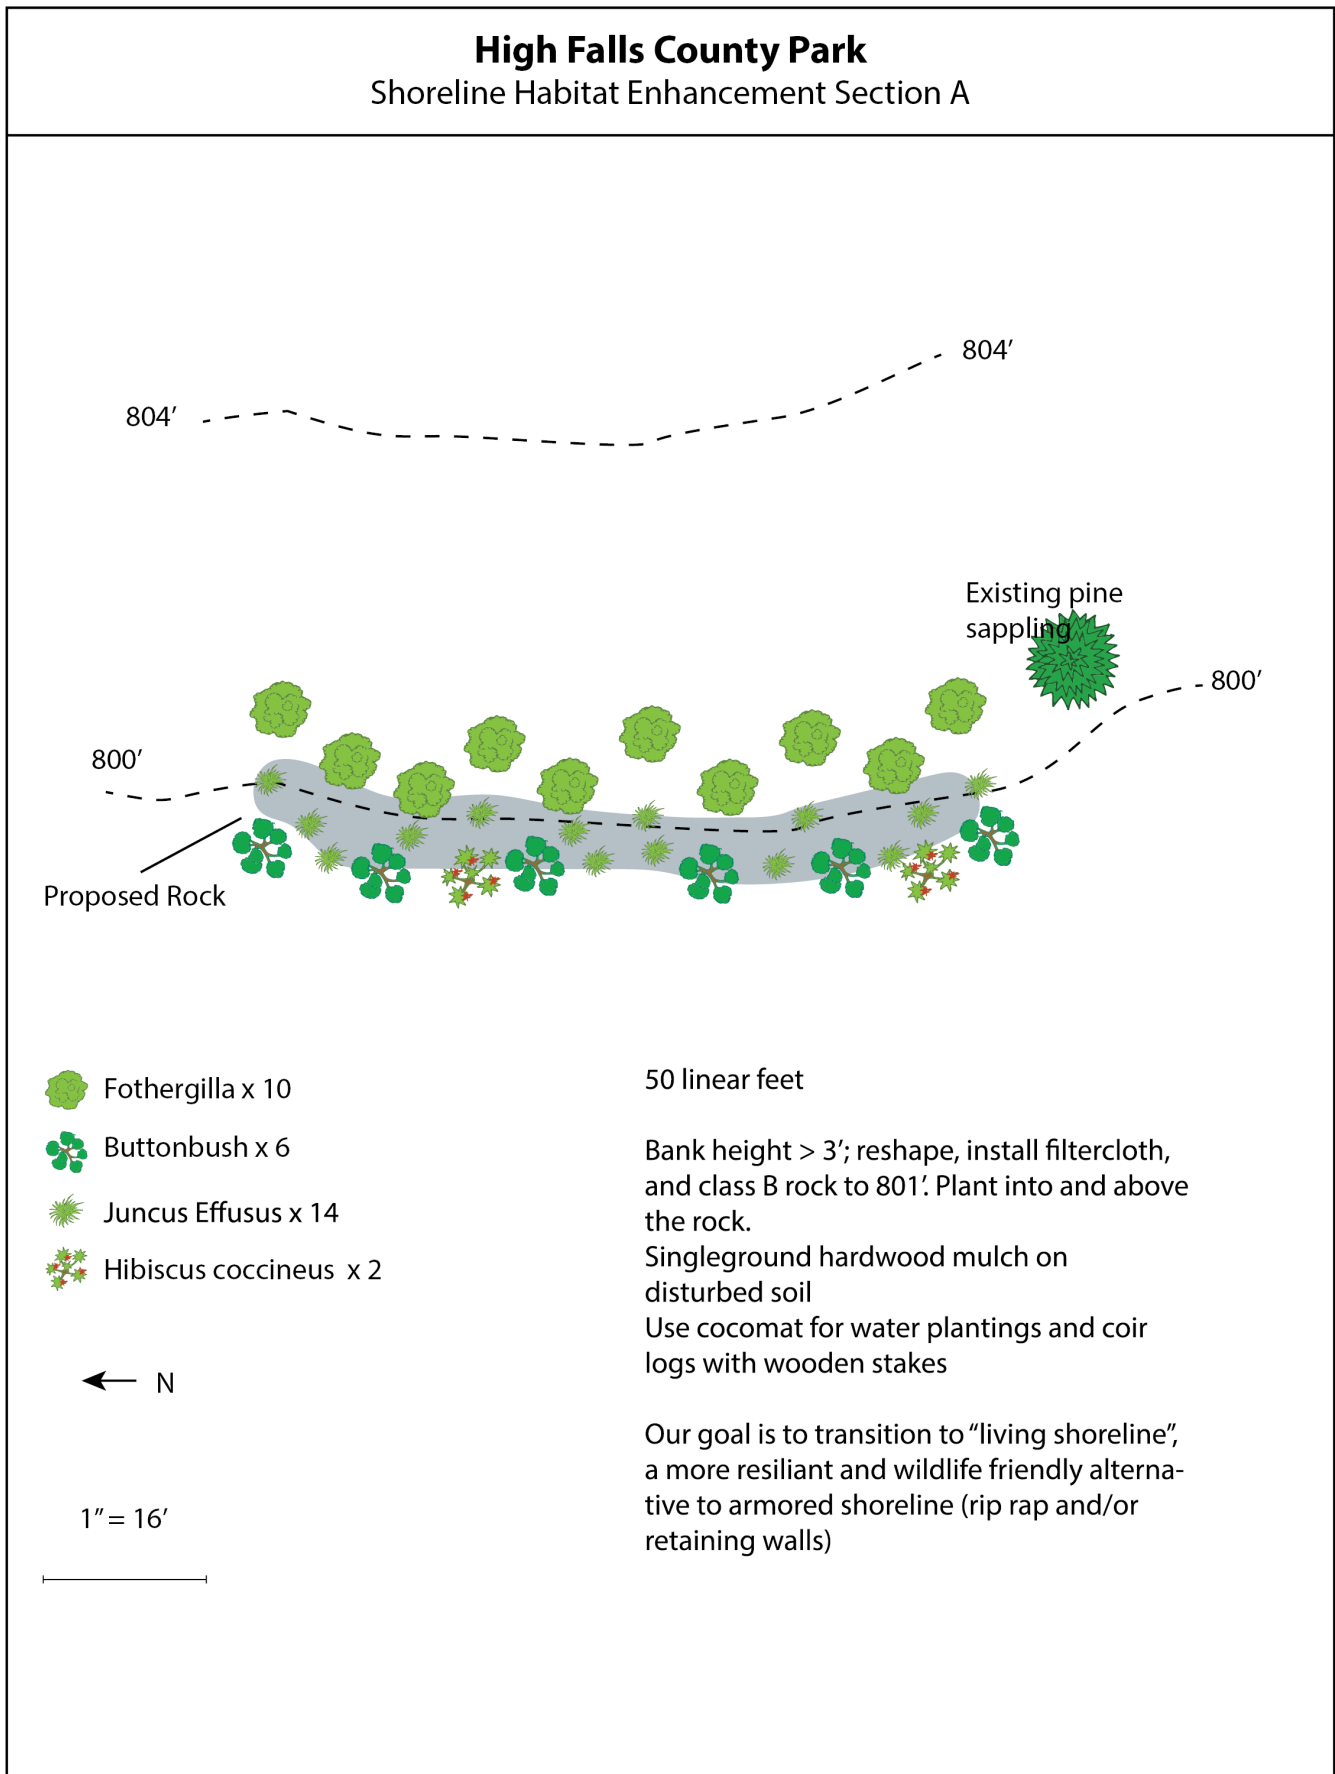 High Falls County Park
Shoreline Habitat Enhancement Section A
804’
804’
Existing pine
sappling
800’
800’
Proposed Rock
Fothergilla x 10
Buttonbush x 6
Juncus Effusus x 14
Hibiscus coccineus  x 2
N
1” = 16’
50 linear feet
Bank height > 3’; reshape, install filtercloth,
and class B rock to 801’. Plant into and above
the rock.
Singleground hardwood mulch on
disturbed soil
Use cocomat for water plantings and coir
logs with wooden stakes
Our goal is to transition to “living shoreline”,
a more resiliant and wildlife friendly alterna-
tive to armored shoreline (rip rap and/or
retaining walls)